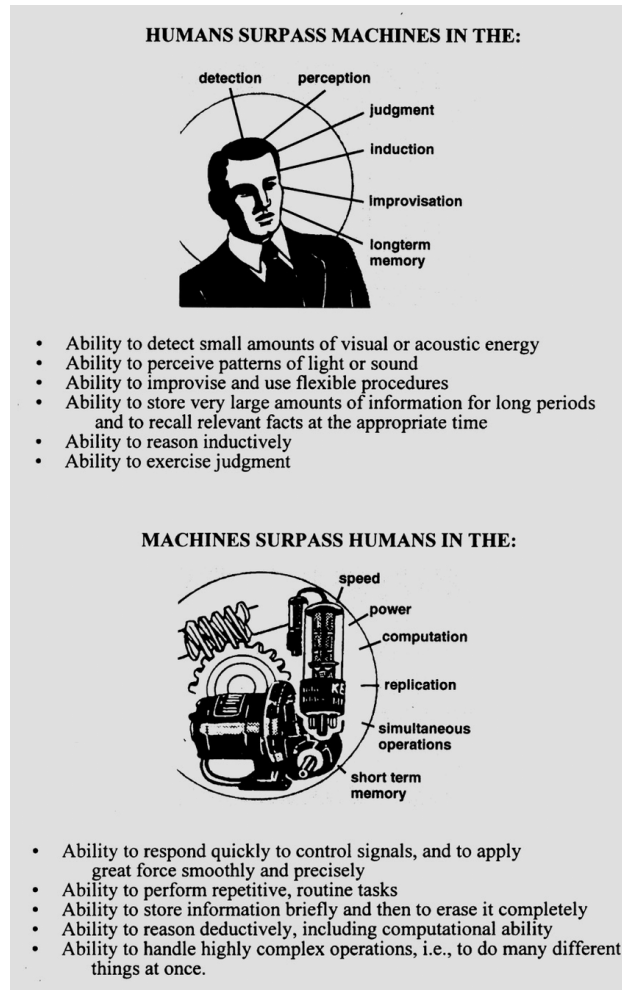 HUMANS SURPASS MACHINES IN THE:
detection perception
judgment
induction
improvisation
longterm
memory
• Ability to detect small amounts of visual or acoustic energy
• Ability to perceive patterns of light or sound
• Ability to improvise and use flexible procedures
• Ability to store very large amounts of information for long periods
and to recall relevant facts at the appropriate time
• Ability to reason inductively
• Ability to exercise judgment
MACHINES SURPASS HUMANS IN THE:
speed
power
computation
replication
simultaneous
operations
short term
memory
• Ability to respond quickly to control signals, and to apply
great force smoothly and precisely
• Ability to perform repetitive, routine tasks
• Ability to store information briefly and then to erase it completely
• Ability to reason deductively, including computational ability
• Ability to handle highly complex operations, i.e., to do many different
things at once.